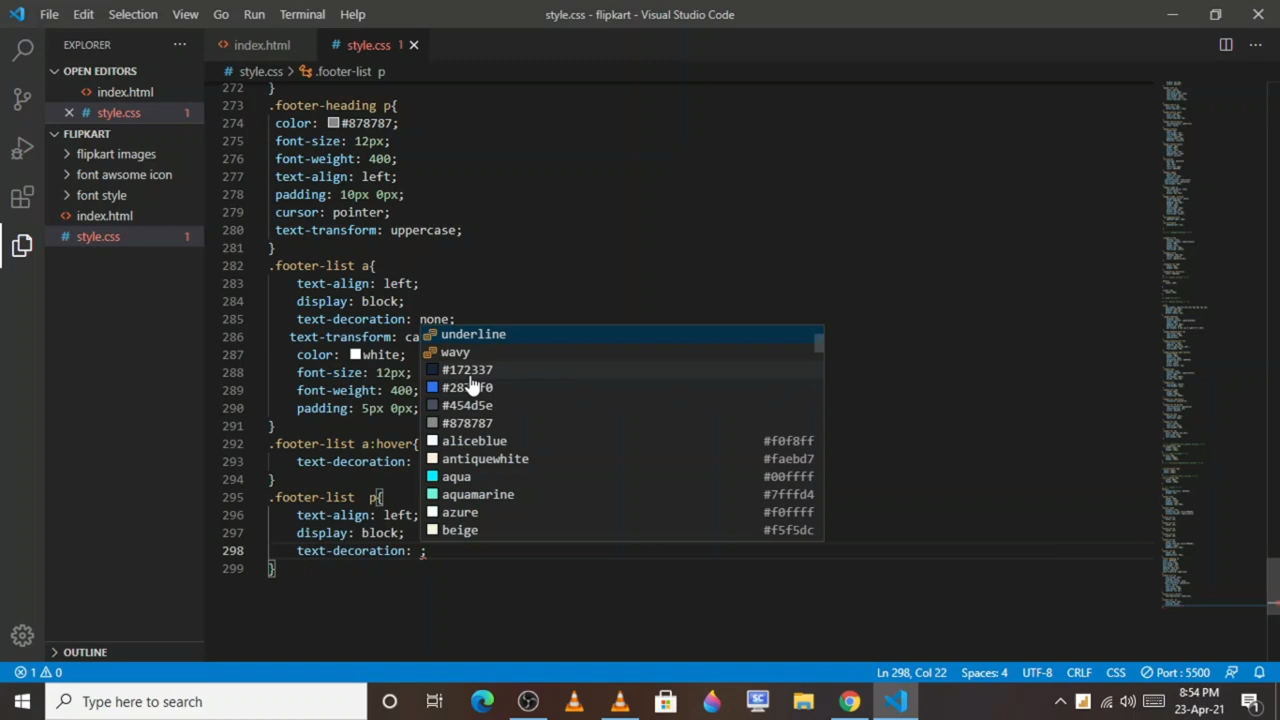 File Edit Selection View Go Run Terminal Help
style.css - flipkart - Visual Studio Code
EXPLORER
index.html
style.css 1
OPEN EDITORS
index.html
style.css 1
FLIPKART
flipkart images
font awsome icon
font style
index.html
style.css 1
OUTLINE
style.css > .footer-list p
272 }
273 .footer-heading p{
274 color: #878787;
275 font-size: 12px;
276 font-weight: 400;
277 text-align: left;
278 padding: 10px 0px;
279 cursor: pointer;
280 text-transform: uppercase;
281 }
282 .footer-list a{
283 text-align: left;
284 display: block;
285 text-decoration: none;
286 text-transform: ca
287 color: white;
288 font-size: 12px;
289 font-weight: 400;
290 padding: 5px 0px;
291 }
292 .footer-list a:hover{
293 text-decoration:
294 }
295 .footer-list p{
296 text-align: left;
297 display: block;
298 text-decoration: ;
299 }
underline
wavy
#172337
#454d5e
#878787
aliceblue #f0f8ff
antiquewhite #faebd7
aqua #00ffff
aquamarine #7fffd4
azure #f0ffff
beige #f5f5dc
1 0
Ln 298, Col 22 Spaces: 4 UTF-8 CRLF CSS Port : 5500
Type here to search
8:54 PM
23-Apr-21
1